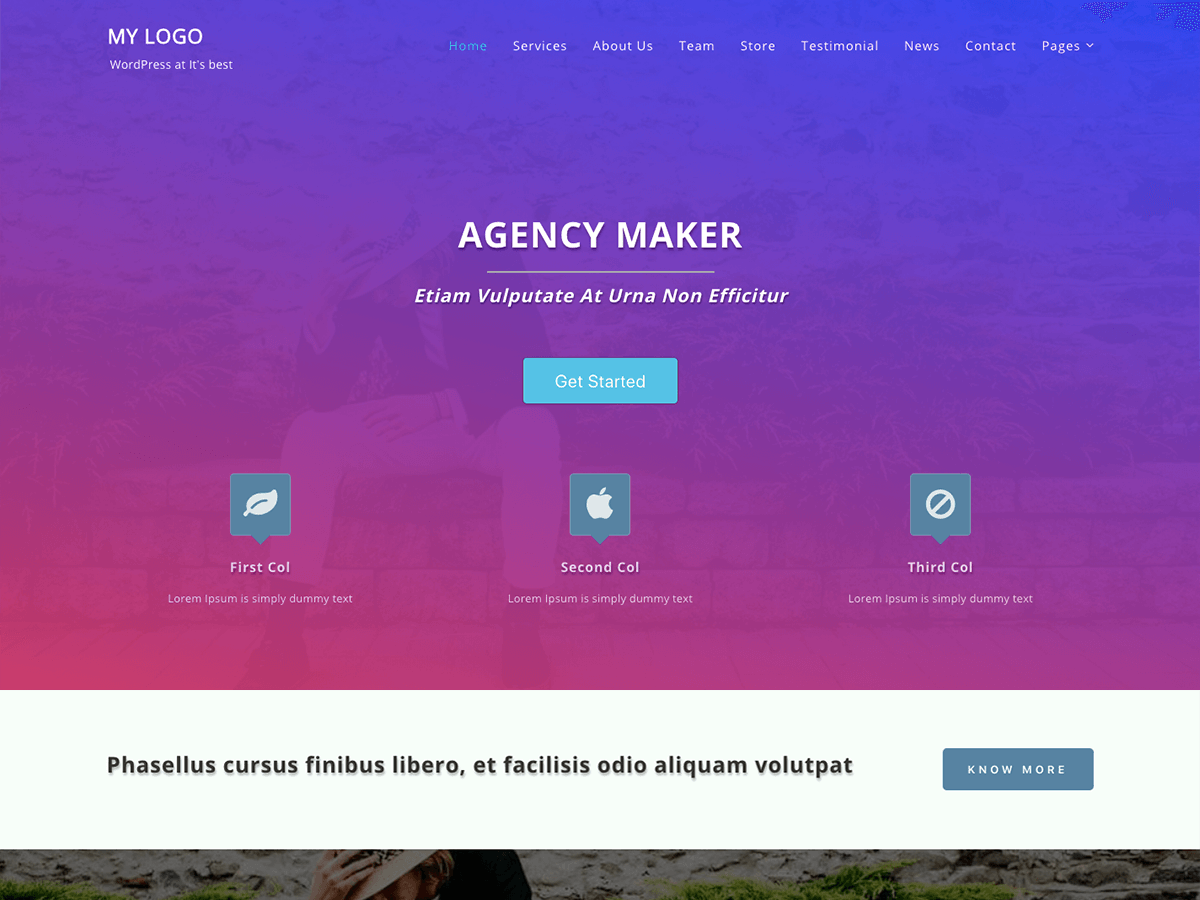 MY LOGO
WordPress at It's best
Home Services About Us Team Store Testimonial News Contact Pages
AGENCY MAKER
Etiam Vulputate At Urna Non Efficitur
Get Started
First Col Second Col Third Col
Lorem Ipsum is simply dummy text Lorem Ipsum is simply dummy text Lorem Ipsum is simply dummy text
Phasellus cursus finibus libero, et facilisis odio aliquam volutpat
KNOW MORE